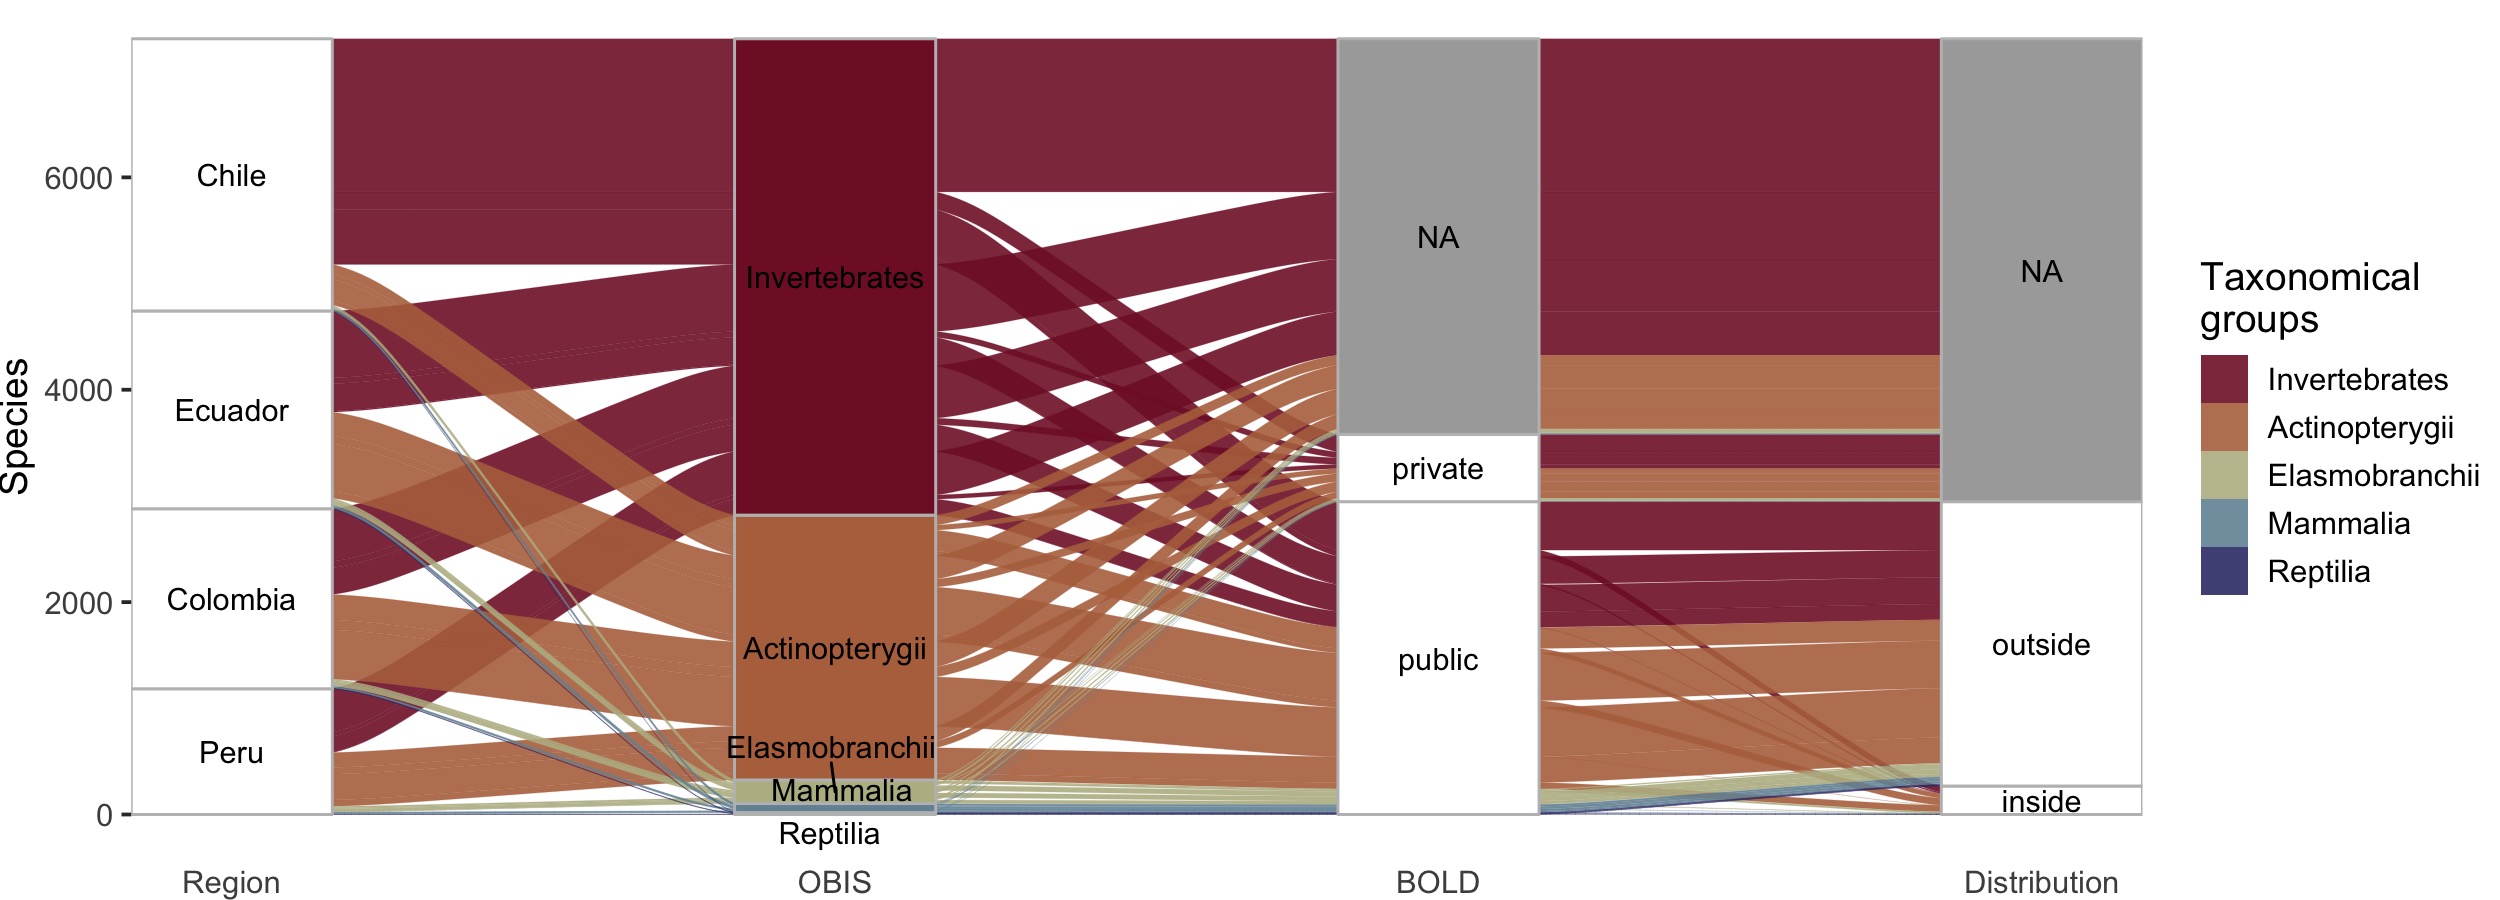 Species
6000
4000
2000
0
Chile
Ecuador
Colombia
Peru
Invertebrates
Actinopterygii
Elasmobranchii
Mammalia
Reptilia
NA
private
public
NA
outside
inside
Region
OBIS
BOLD
Distribution
Taxonomical
groups
Invertebrates
Actinopterygii
Elasmobranchii
Mammalia
Reptilia